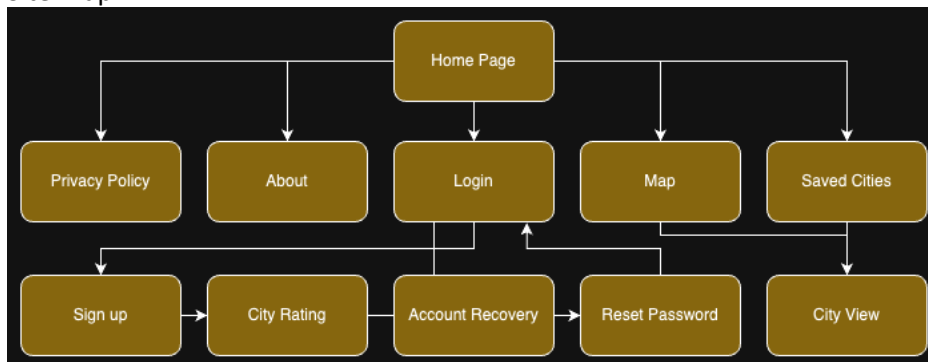 Home Page
Privacy Policy
About
Login
Map
Saved Cities
Sign up
City Rating
Account Recovery
Reset Password
City View